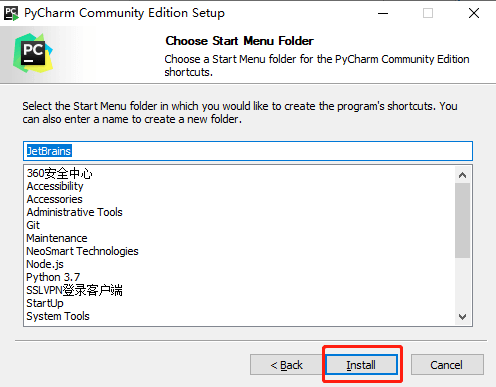 PyCharm Community Edition Setup
PC
Choose Start Menu Folder
Choose a Start Menu folder for the PyCharm Community Edition
shortcuts.
Select the Start Menu folder in which you would like to create the program's shortcuts. You
can also enter a name to create a new folder.
JetBrains
360安全中心
Accessibility
Accessories
Administrative Tools
Git
Maintenance
NeoSmart Technologies
Node.js
Python 3.7
SSLVPN登录客户端
StartUp
System Tools
< Back
Install
Cancel